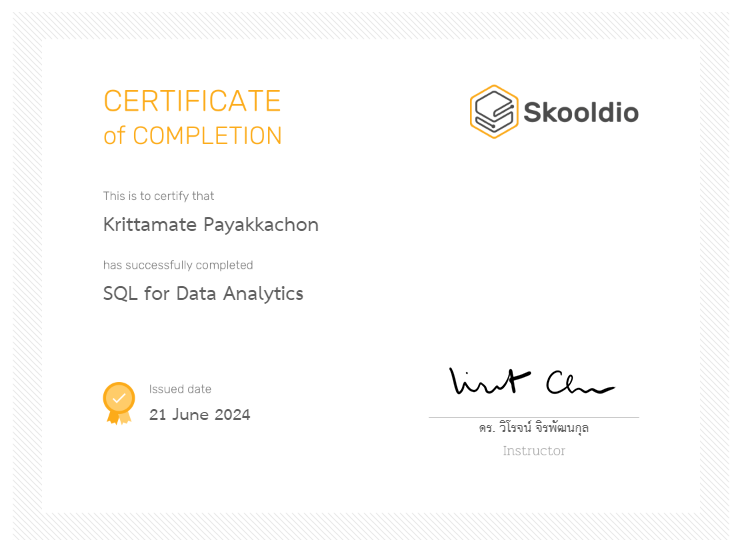 CERTIFICATE
of COMPLETION
Skooldio
This is to certify that
Krittamate Payakkachon
has successfully completed
SQL for Data Analytics
Issued date
21 June 2024
ดร. วิโรจน์ จิรพัฒนกุล
Instructor